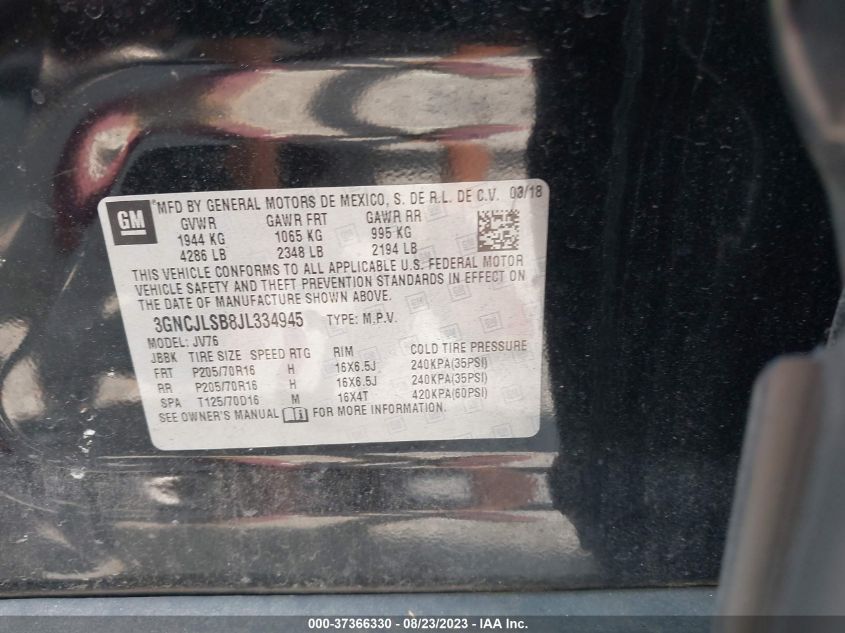 GM ®MFD BY GENERAL MOTORS DE MEXICO, S. DE R.L. DE C.V. 03/18
GVWR GAWR FRT GAWR RR
1944 KG 1065 KG 995 KG
4286 LB 2348 LB 2194 LB
THIS VEHICLE CONFORMS TO ALL APPLICABLE U.S. FEDERAL MOTOR
VEHICLE SAFETY AND THEFT PREVENTION STANDARDS IN EFFECT ON
THE DATE OF MANUFACTURE SHOWN ABOVE.
3GNCJLSB8JL334945 TYPE: M.P.V.
MODEL: JV76
JBBK TIRE SIZE SPEED RTG RIM COLD TIRE PRESSURE
FRT P205/70R16 H 16X6.5J 240KPA(35PSI)
RR P205/70R16 H 16X6.5J 240KPA(35PSI)
SPA T125/70D16 M 16X4T 420KPA(60PSI)
SEE OWNER'S MANUAL FOR MORE INFORMATION.
000-37366330 - 08/23/2023 - IAA Inc.